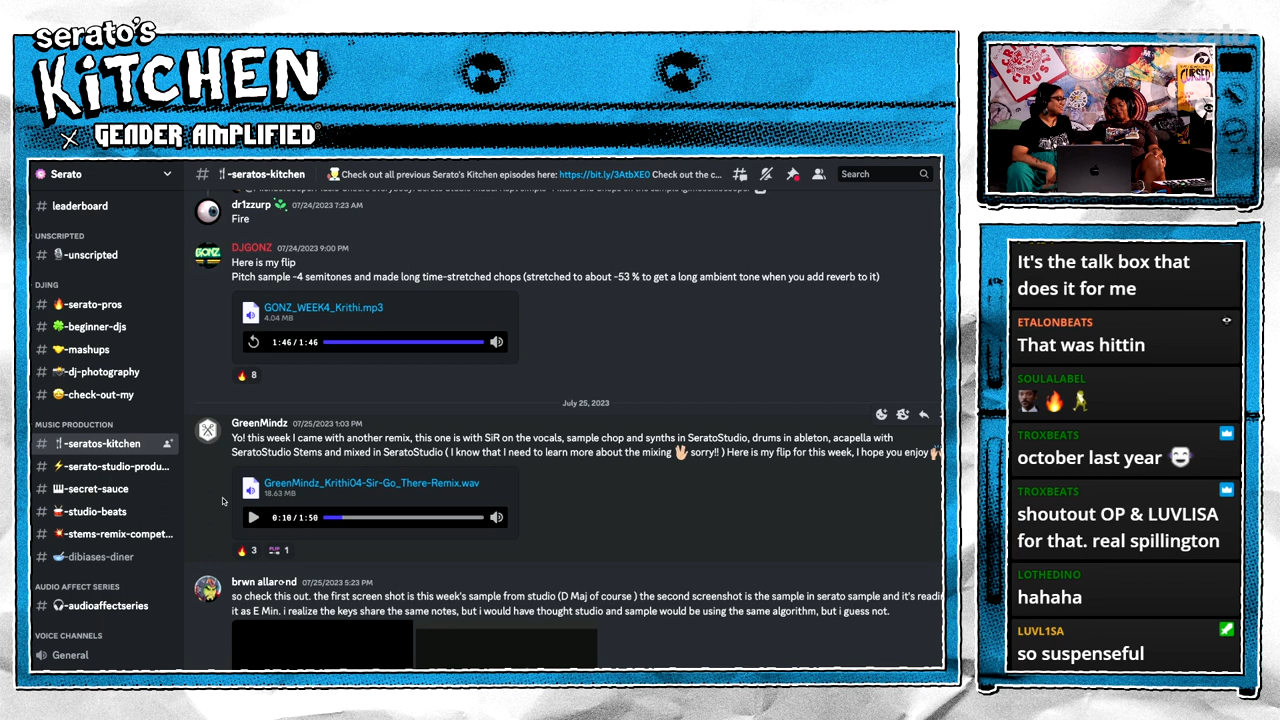 serato's
KiTCHEN
X GENDER AMPLIFIED
serato
CURSED
Serato
leaderboard
UNSCRIPTED
# -unscripted
DJING
# -serato-pros
# -beginner-djs
# -mashups
# -dj-photography
# -check-out-my
MUSIC PRODUCTION
# -seratos-kitchen
# -serato-studio-produ...
# -secret-sauce
# -studio-beats
# -stems-remix-compet...
# -dibiases-diner
AUDIO AFFECT SERIES
# -audioaffectseries
VOICE CHANNELS
General
# -seratos-kitchen Check out all previous Serato's Kitchen episodes here: https://bit.ly/3AtbXE0 Check out the c... Search
dr1zzurp 07/24/2023 7:23 AM
Fire
GONZ
DJGONZ 07/24/2023 9:00 PM
Here is my flip
Pitch sample -4 semitones and made long time-stretched chops (stretched to about -53 % to get a long ambient tone when you add reverb to it)
GONZ_WEEK4_Krithi.mp3
4.04 MB
1:46 / 1:46
8
July 25, 2023
GreenMindz 07/25/2023 1:03 PM
Yo! this week I came with another remix, this one is with SiR on the vocals, sample chop and synths in SeratoStudio, drums in ableton, acapella with
SeratoStudio Stems and mixed in SeratoStudio ( I know that I need to learn more about the mixing sorry!! ) Here is my flip for this week, I hope you enjoy
GreenMindz_Krithi04-Sir-Go_There-Remix.wav
18.63 MB
0:10 / 1:50
3 FLIP 1
brwn allar●nd 07/25/2023 5:23 PM
so check this out. the first screen shot is this week's sample from studio (D Maj of course ) the second screenshot is the sample in serato sample and it's readi
it as E Min. i realize the keys share the same notes, but i would have thought studio and sample would be using the same algorithm, but i guess not.
It's the talk box that
does it for me
ETALONBEATS
That was hittin
SOULALABEL
TROXBEATS
october last year
TROXBEATS
shoutout OP & LUVLISA
for that. real spillington
LOTHEDINO
hahaha
LUVL1SA
so suspenseful